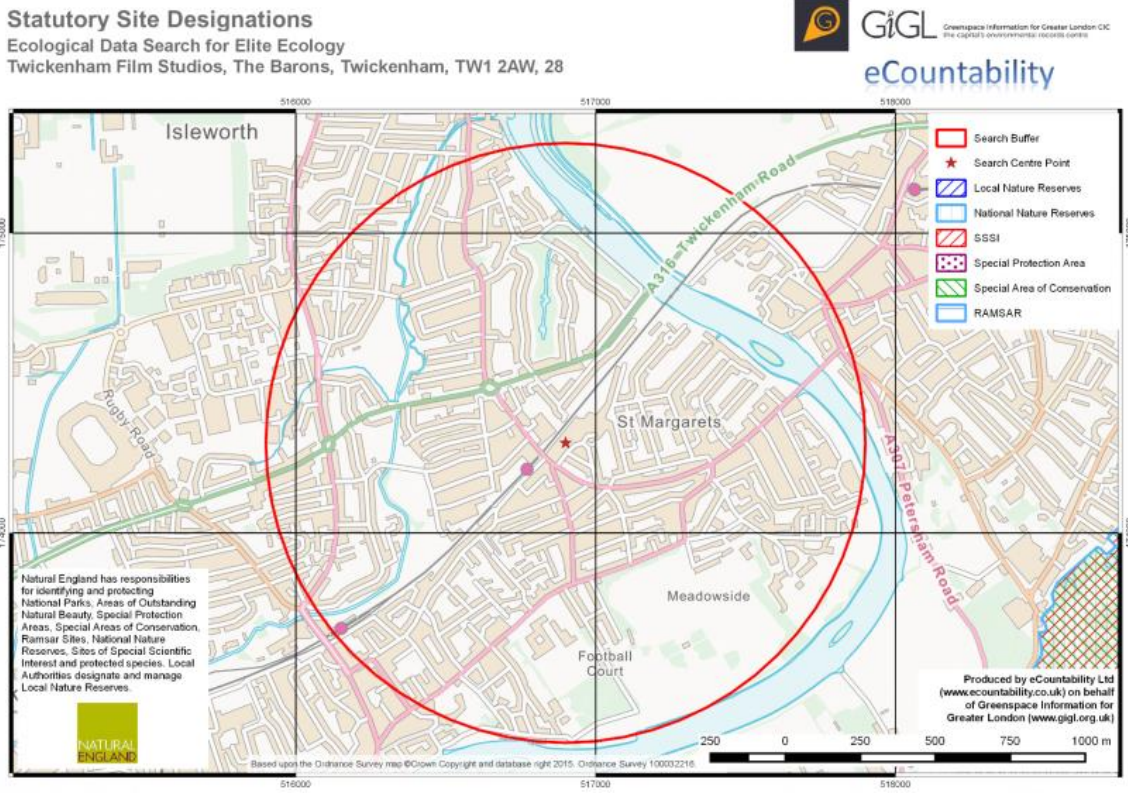 Statutory Site Designations
Ecological Data Search for Elite Ecology
Twickenham Film Studios, The Barons, Twickenham, TW1 2AW, 28
G
GiGL
Greenspace Information for Greater London CIC
the capital's environmental records centre
eCountability
516000
517000
518000
Isleworth
A316-Twickenham-Road
Search Buffer
Search Centre Point
Local Nature Reserves
National Nature Reserves
SSSI
Special Protection Area
Special Area of Conservation
RAMSAR
175000
Rugby Road
St Margarets
A307-Petersham Road
174000
Meadowside
Football
Court
Natural England has responsibilities
for identifying and protecting
National Parks, Areas of Outstanding
Natural Beauty, Special Protection
Areas, Special Areas of Conservation,
Ramsar Sites, National Nature
Reserves, Sites of Special Scientific
Interest and protected species. Local
Authorities designate and manage
Local Nature Reserves.
NATURAL
ENGLAND
Produced by eCountability Ltd
(www.ecountability.co.uk) on behalf
of Greenspace Information for
Greater London (www.gigl.org.uk)
250 0 250 500 750 1000 m
Based upon the Ordnance Survey map ©Crown Copyright and database right 2015. Ordnance Survey 100032216.
516000
517000
518000